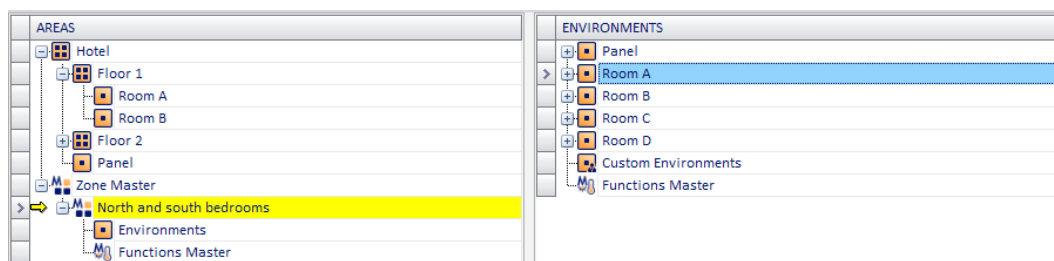 AREAS
Hotel
Floor 1
Room A
Room B
Floor 2
Panel
Zone Master
North and south bedrooms
Environments
Functions Master
ENVIRONMENTS
Panel
Room A
Room B
Room C
Room D
Custom Environments
Functions Master